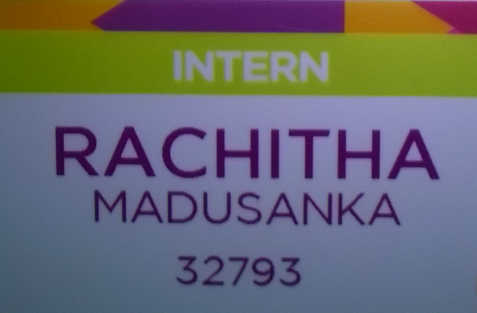 INTERN
RACHITHA
MADUSANKA
32793